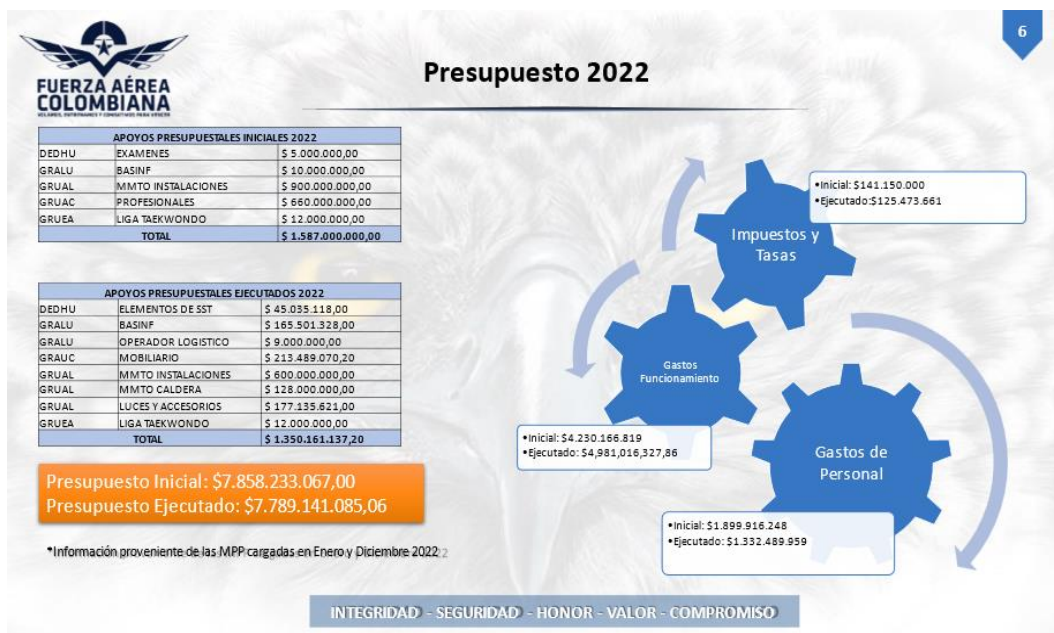 6
FUERZA AÉREA
COLOMBIANA
Presupuesto 2022
APOYOS PRESUPUESTALES INICIALES 2022
DEDHU EXAMENES $ 5.000.000,00
GRALU BASINF $ 10.000.000,00
GRUAL MMTO INSTALACIONES $ 900.000.000,00
GRUAC PROFESIONALES $ 660.000.000,00
GRUEA LIGA TAEKWONDO $ 12.000.000,00
TOTAL $ 1.587.000.000,00
APOYOS PRESUPUESTALES EJECUTADOS 2022
DEDHU ELEMENTOS DE SST $ 45.035.118,00
GRALU BASINF $ 165.501.328,00
GRALU OPERADOR LOGISTICO $ 9.000.000,00
GRAUC MOBILIARIO $ 213.489.070,20
GRUAL MMTO INSTALACIONES $ 600.000.000,00
GRUAL MMTO CALDERA $ 128.000.000,00
GRUAL LUCES Y ACCESORIOS $ 177.135.621,00
GRUEA LIGA TAEKWONDO $ 12.000.000,00
TOTAL $ 1.350.161.137,20
Presupuesto Inicial: $7.858.233.067,00
Presupuesto Ejecutado: $7.789.141.085,06
*Información proveniente de las MPP cargadas en Enero y Diciembre 2022
•Inicial: $141.150.000
•Ejecutado:$125.473.661
Impuestos y
Tasas
Gastos
Funcionamiento
•Inicial: $4.230.166.819
•Ejecutado: $4,981,016,327,86
Gastos de
Personal
•Inicial: $1.899.916.248
•Ejecutado: $1.332.489.959
INTEGRIDAD - SEGURIDAD - HONOR - VALOR - COMPROMISO